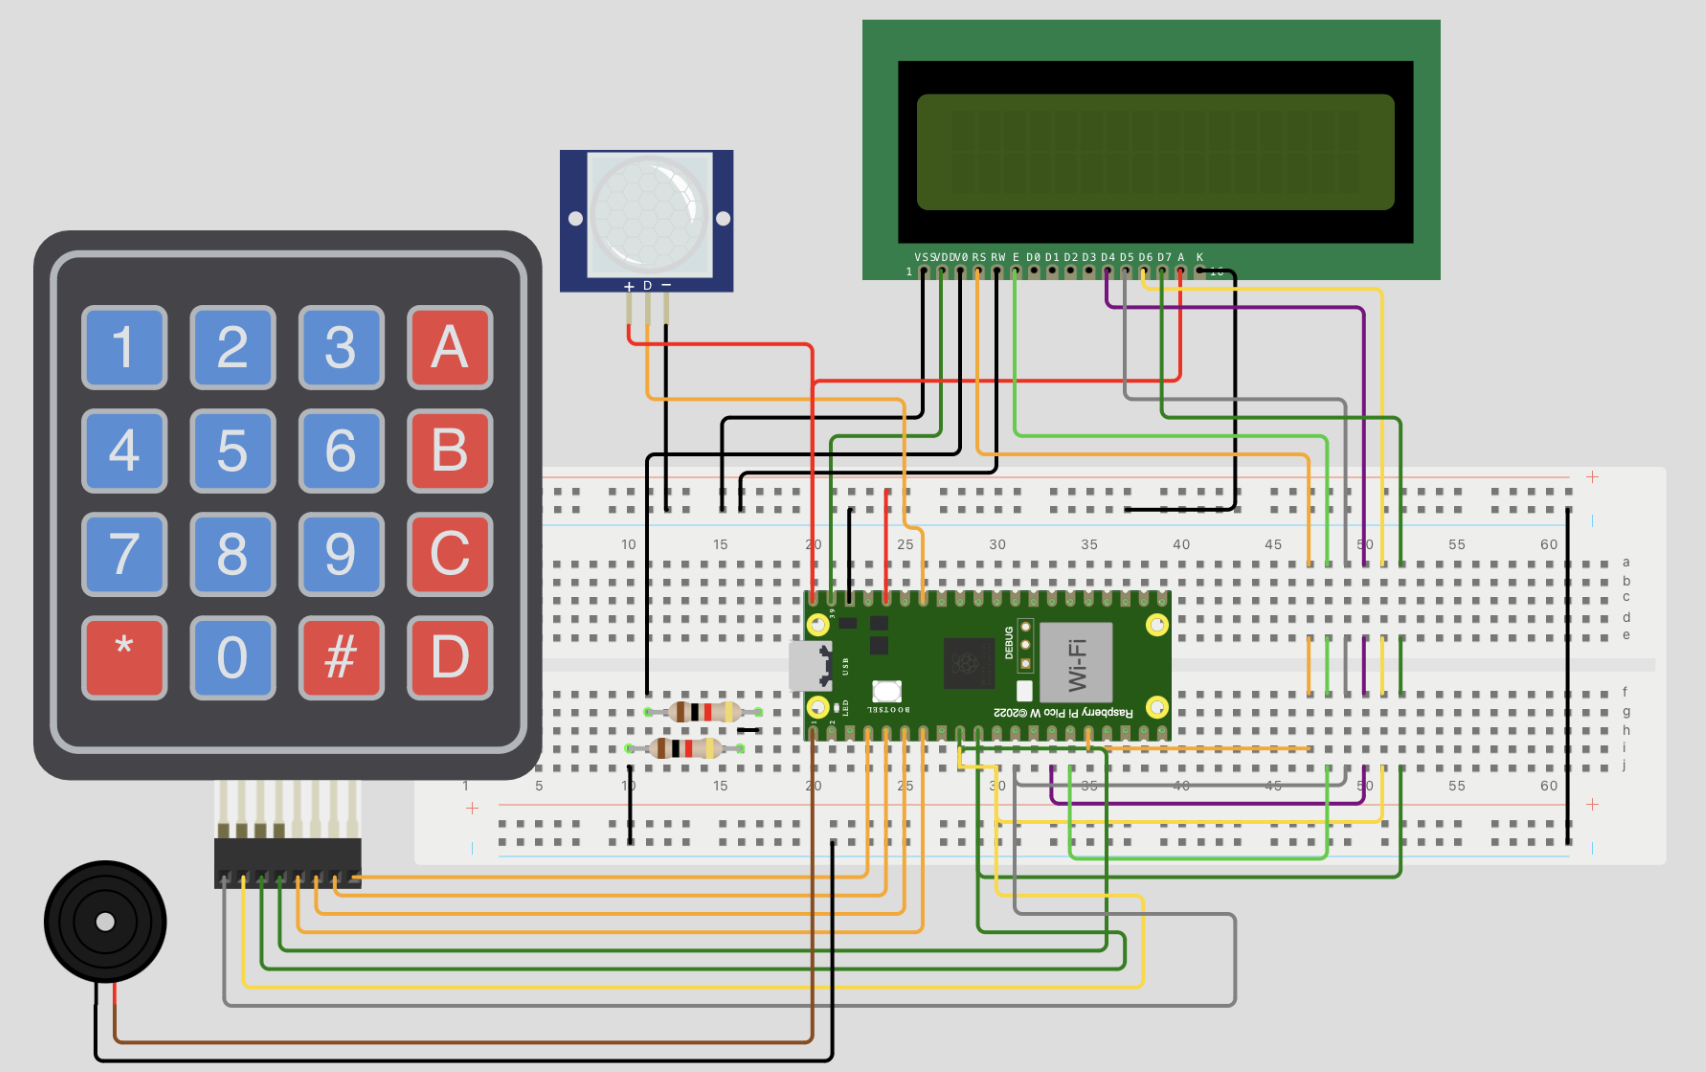 VSS VDD V0 RS RW E D0 D1 D2 D3 D4 D5 D6 D7 A K
1 16
+ D −
1 2 3 A
4 5 6 B
7 8 9 C
* 0 # D
+
10 15 20 25 30 35 40 45 50 55 60
a
b
c
d
e
39
USB
DEBUG
Wi-Fi
LED
BOOTSEL
Raspberry Pi Pico W ©2022
1 2
f
g
h
i
j
1 5 10 15 20 25 30 35 40 45 50 55 60
+ +